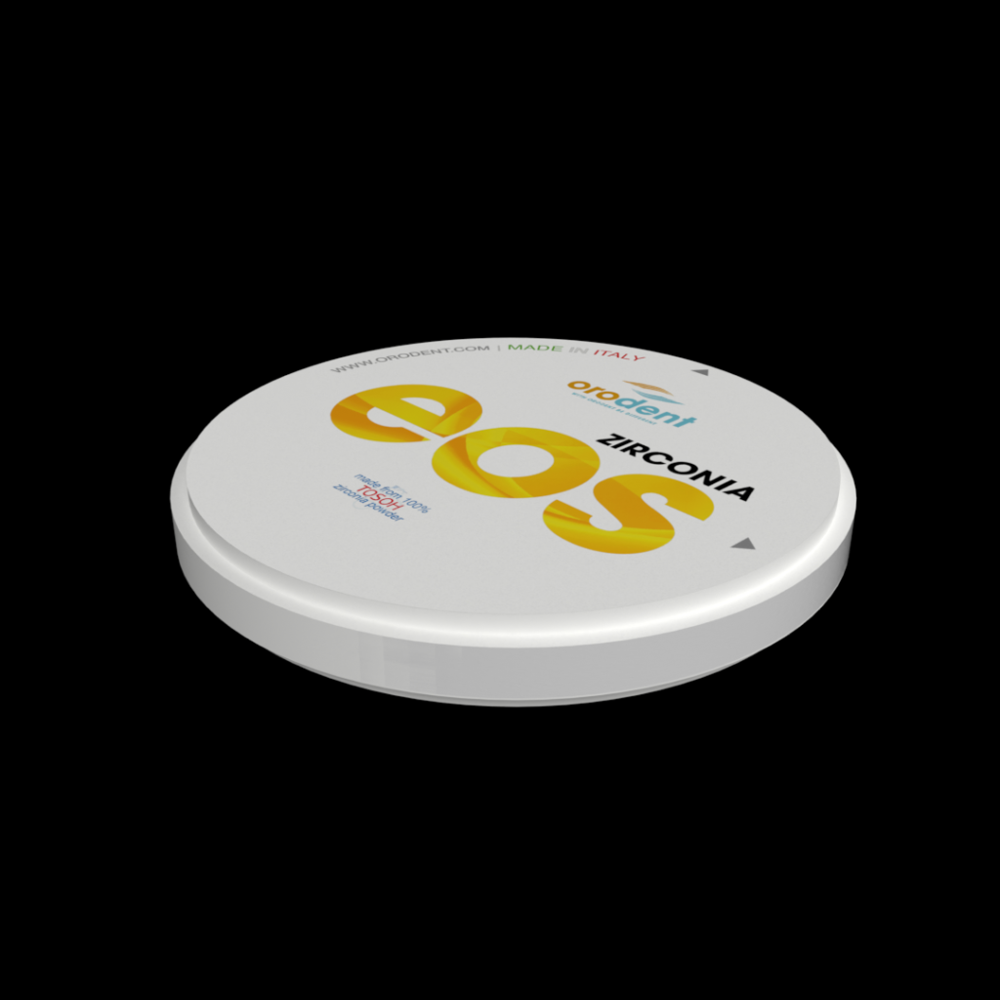 WWW.ORODENT.COM | MADE IN ITALY
orodent
ZIRCONIA
eos
made from 100%
TOSOH
zirconia powder